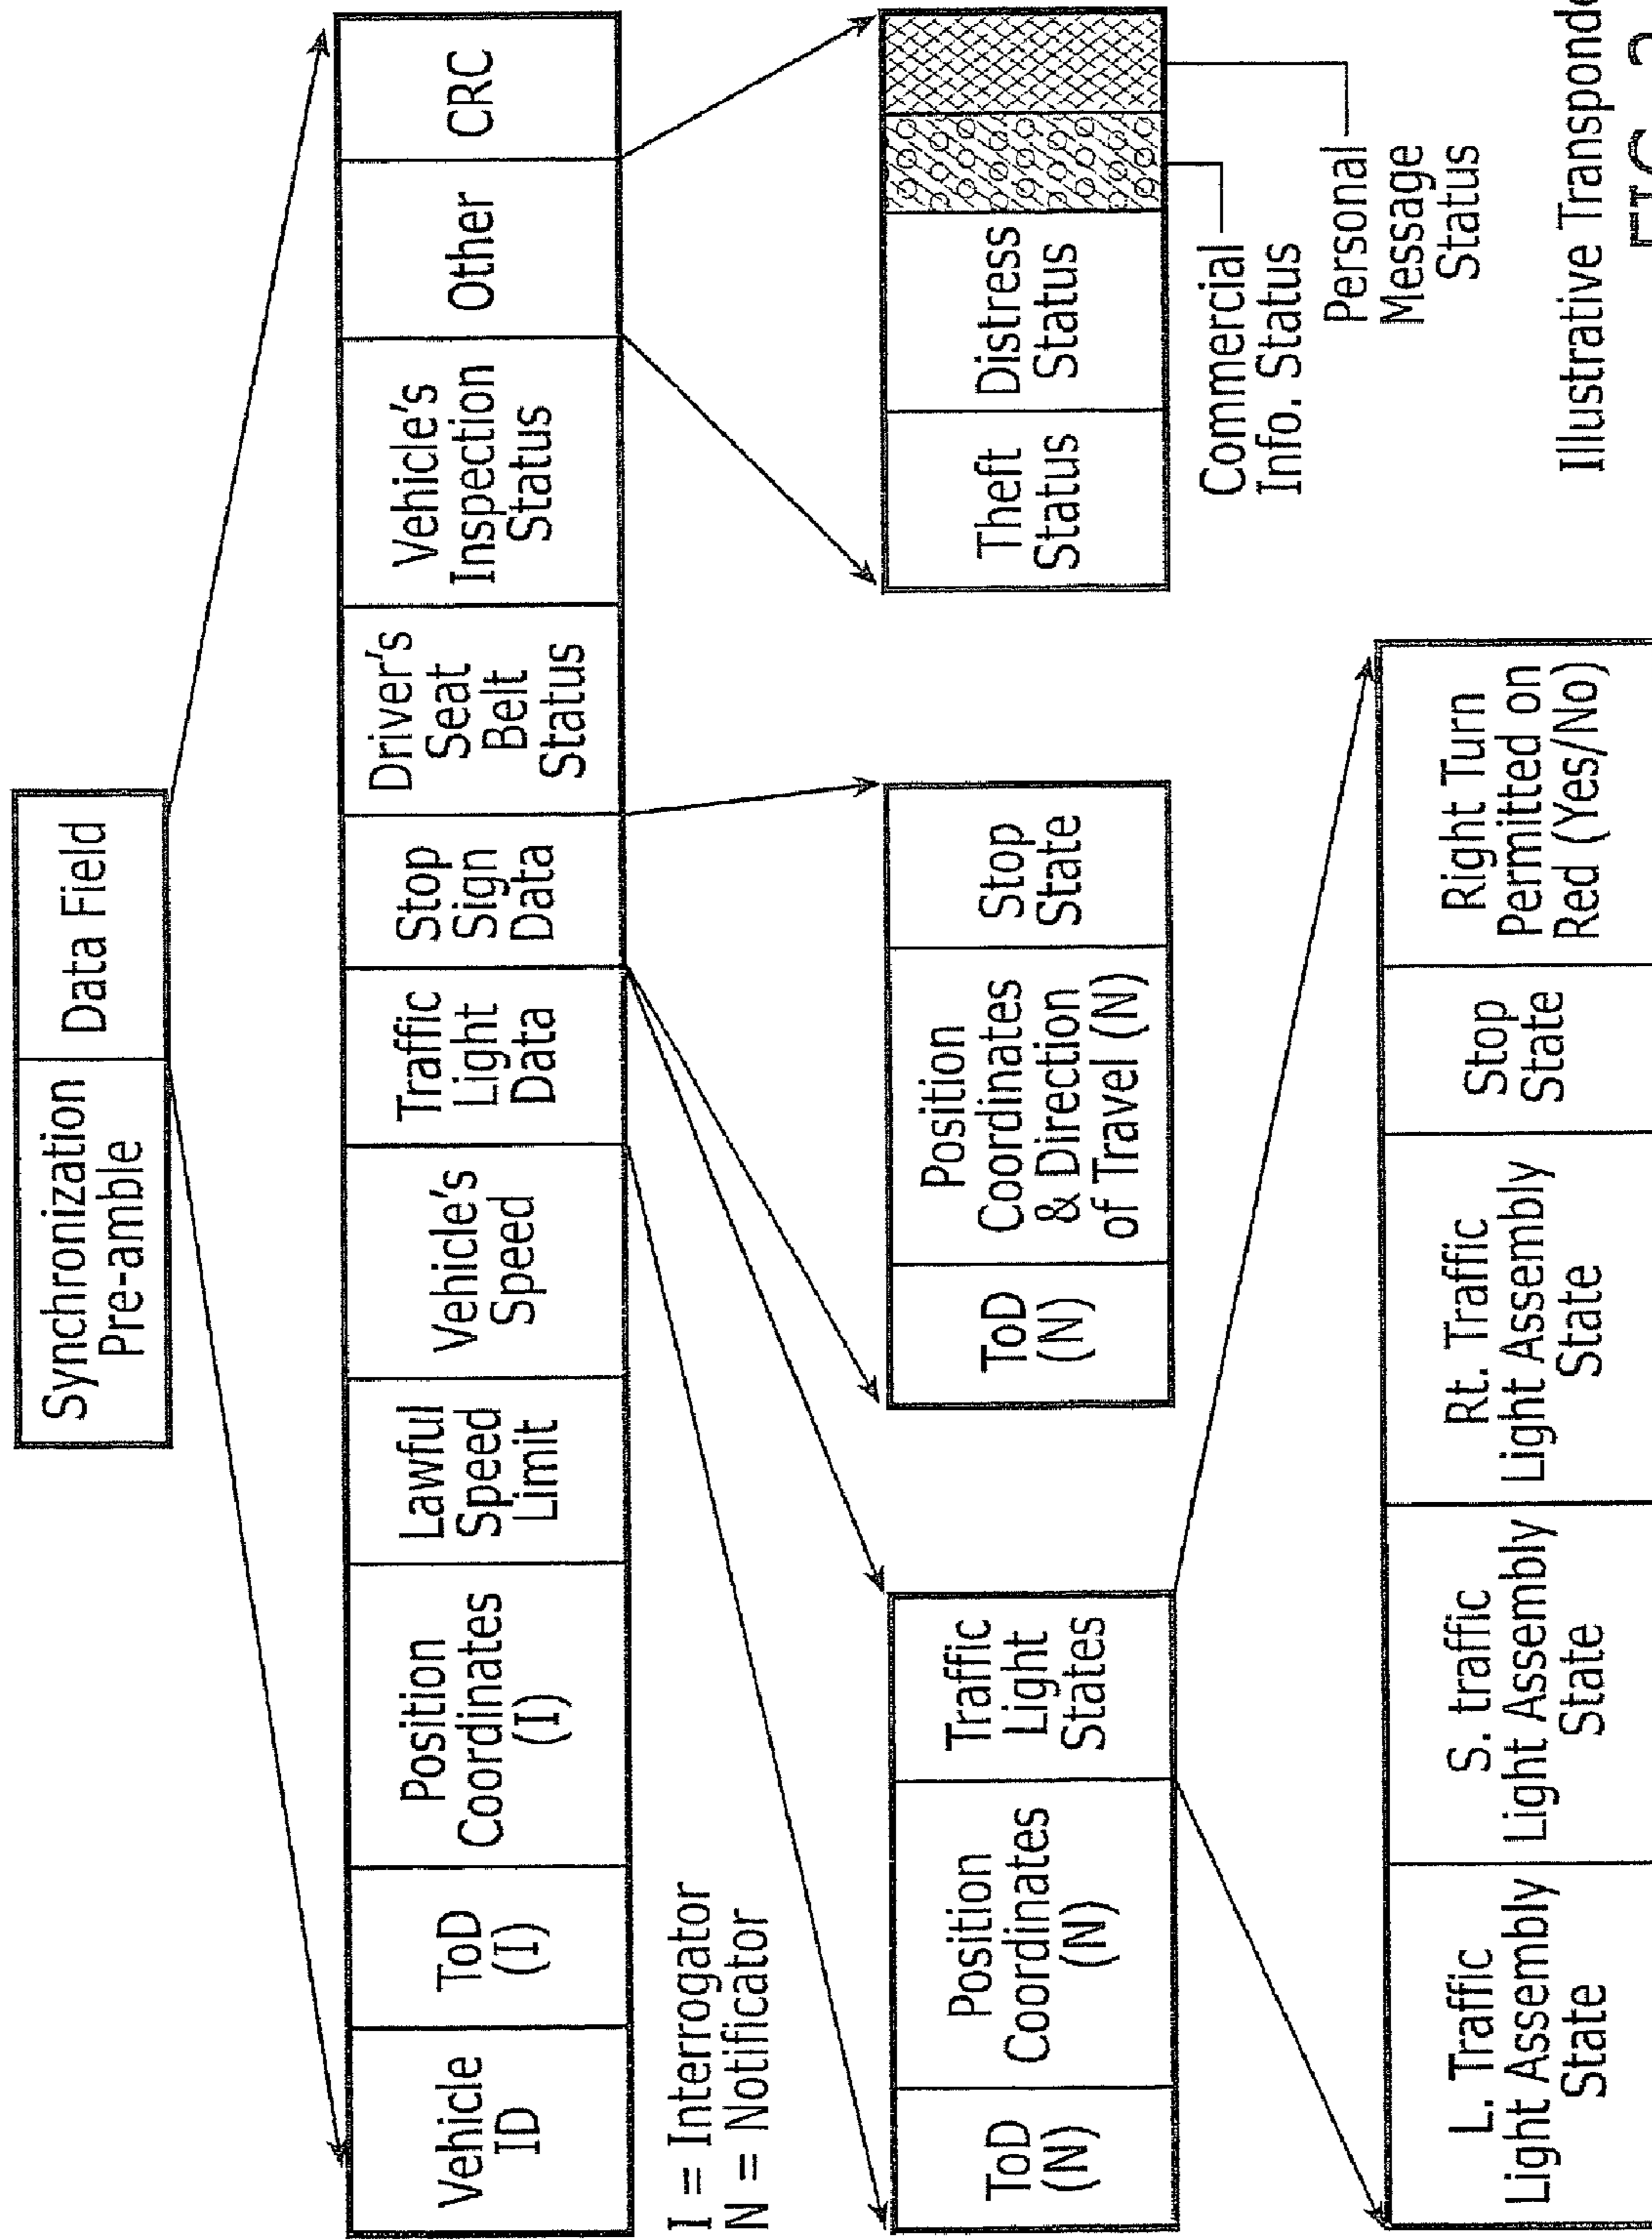 Synchronization
Pre-amble
Data Field
Vehicle
ID
ToD
(I)
Position
Coordinates
(I)
Lawful
Speed
Limit
Vehicle's
Speed
Traffic
Light
Data
Stop
Sign
Data
Driver's
Seat
Belt
Status
Vehicle's
Inspection
Status
Other
CRC
I = Interrogator
N = Notificator
ToD
(N)
Position
Coordinates
(N)
Traffic
Light
States
ToD
(N)
Position
Coordinates
& Direction
of Travel (N)
Stop
State
Theft
Status
Distress
Status
Commercial
Info. Status
Personal
Message
Status
L. Traffic
Light Assembly
State
S. traffic
Light Assembly
State
Rt. Traffic
Light Assembly
State
Stop
State
Right Turn
Permitted on
Red (Yes/No)
Illustrative